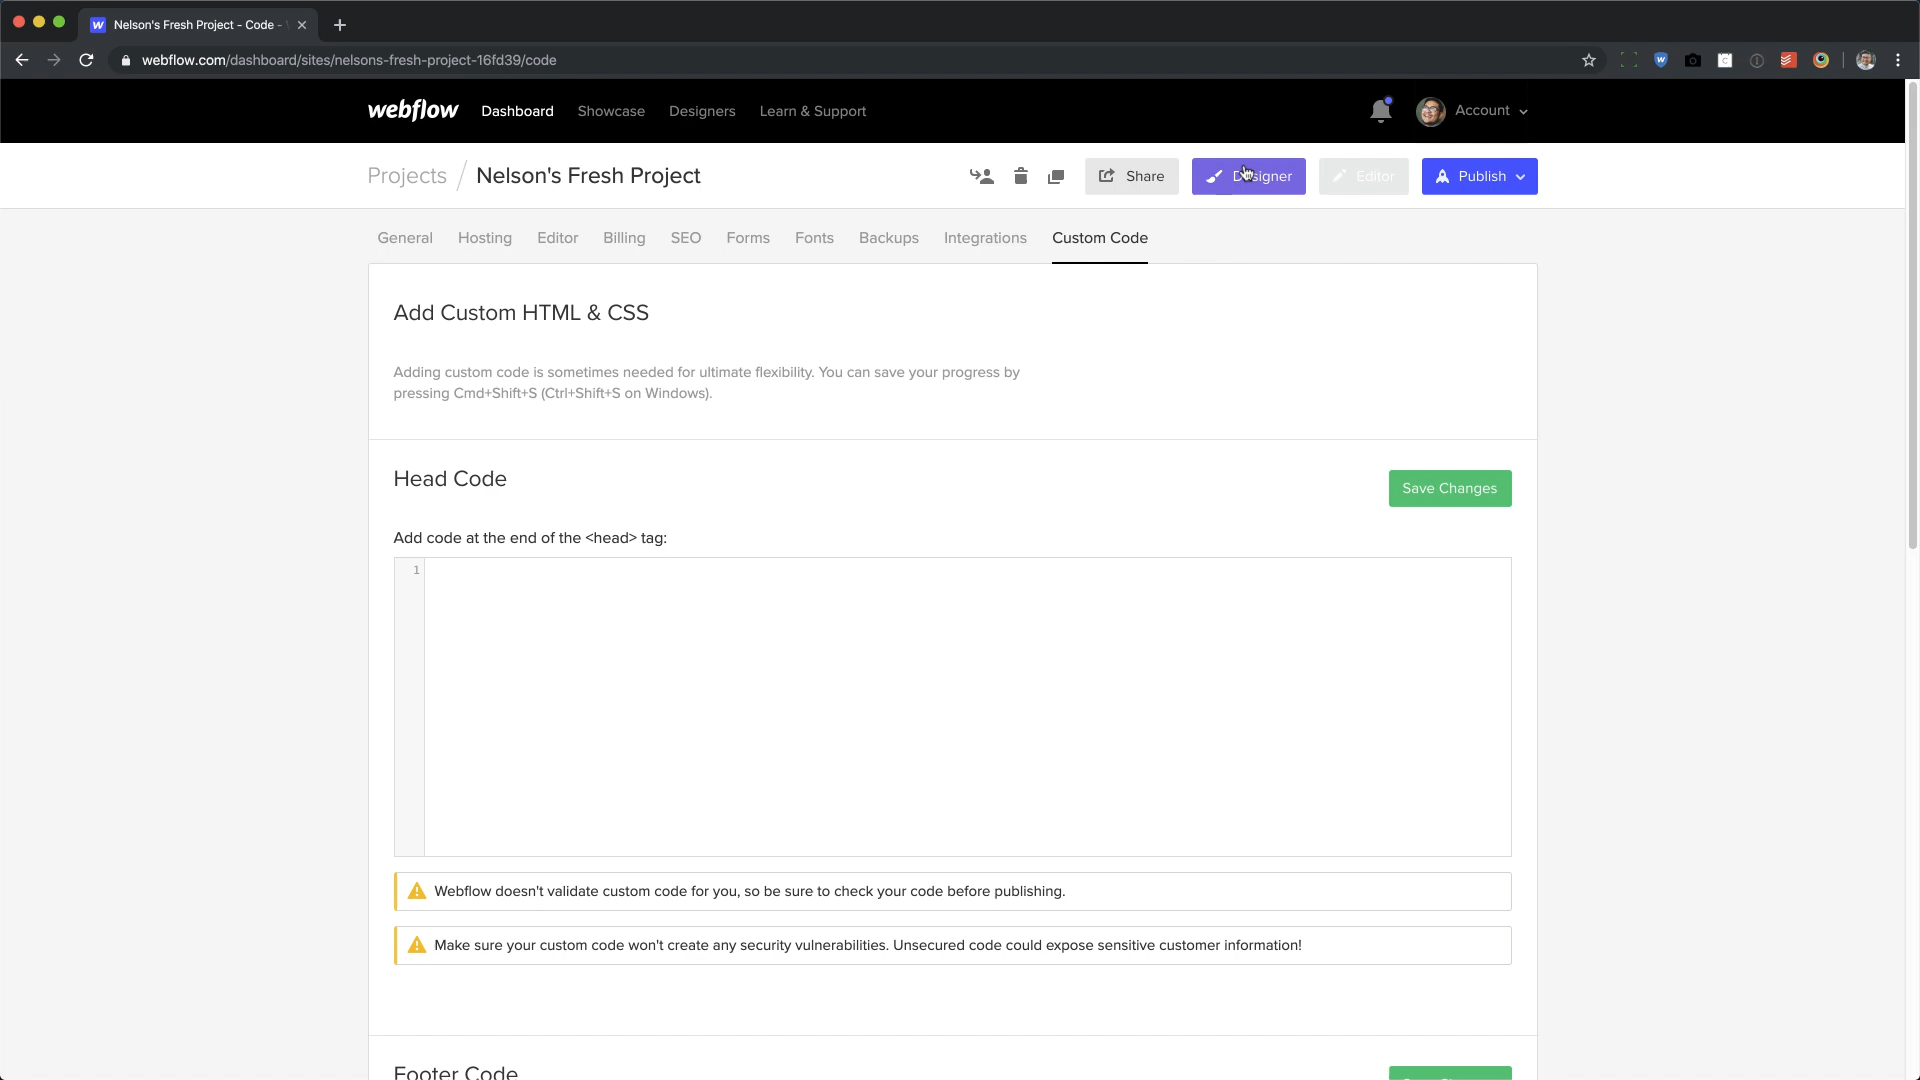 Nelson's Fresh Project - Code -
webflow.com/dashboard/sites/nelsons-fresh-project-16fd39/code
webflow Dashboard Showcase Designers Learn & Support Account
Projects / Nelson's Fresh Project Share Designer Editor Publish
General Hosting Editor Billing SEO Forms Fonts Backups Integrations Custom Code
Add Custom HTML & CSS
Adding custom code is sometimes needed for ultimate flexibility. You can save your progress by
pressing Cmd+Shift+S (Ctrl+Shift+S on Windows).
Head Code
Save Changes
Add code at the end of the <head> tag:
1
Webflow doesn't validate custom code for you, so be sure to check your code before publishing.
Make sure your custom code won't create any security vulnerabilities. Unsecured code could expose sensitive customer information!
Footer Code